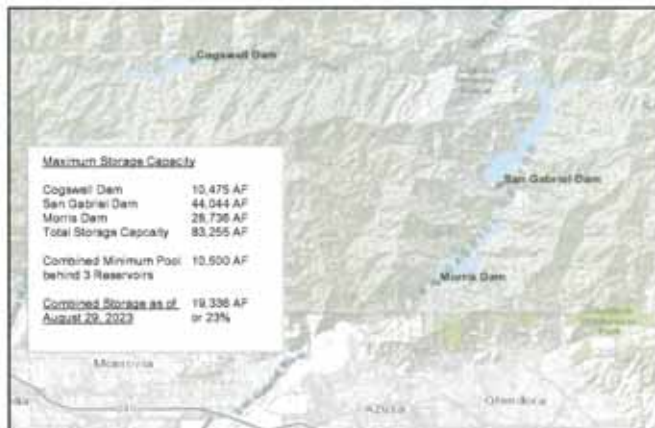 Cogswell Dam
San Gabriel Dam
Morris Dam
Maximum Storage Capacity
Cogswell Dam 10,475 AF
San Gabriel Dam 44,044 AF
Morris Dam 28,736 AF
Total Storage Capcaity 83,255 AF
Combined Minimum Pool 10,500 AF
behind 3 Reservoirs
Combined Storage as of 19,336 AF
August 29, 2023 or 23%
Monrovia
Azusa
Glendora